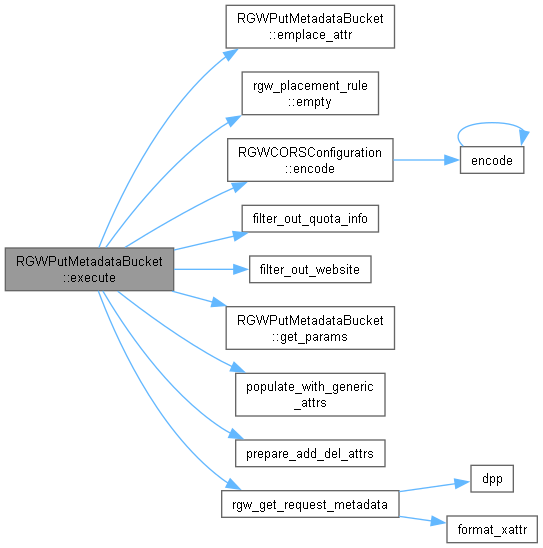 RGWPutMetadataBucket
::emplace_attr
rgw_placement_rule
::empty
RGWCORSConfiguration
::encode
encode
filter_out_quota_info
RGWPutMetadataBucket
::execute
filter_out_website
RGWPutMetadataBucket
::get_params
populate_with_generic
_attrs
prepare_add_del_attrs
rgw_get_request_metadata
dpp
format_xattr